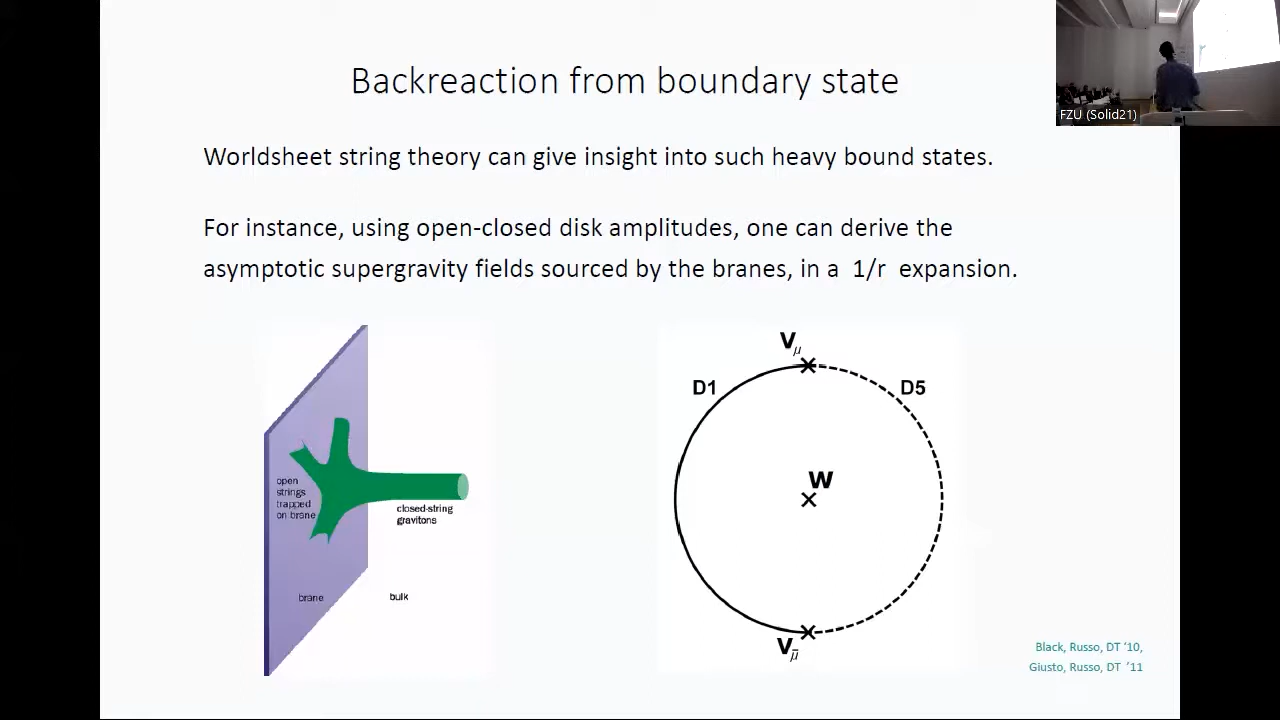 Backreaction from boundary state
FZU (Solid21)
Worldsheet string theory can give insight into such heavy bound states.
For instance, using open-closed disk amplitudes, one can derive the
asymptotic supergravity fields sourced by the branes, in a 1/r expansion.
open
strings
trapped
on brane
closed-string
gravitons
brane
bulk
Vμ
D1
D5
W
Vμ̄
Black, Russo, DT ‘10,
Giusto, Russo, DT ’11